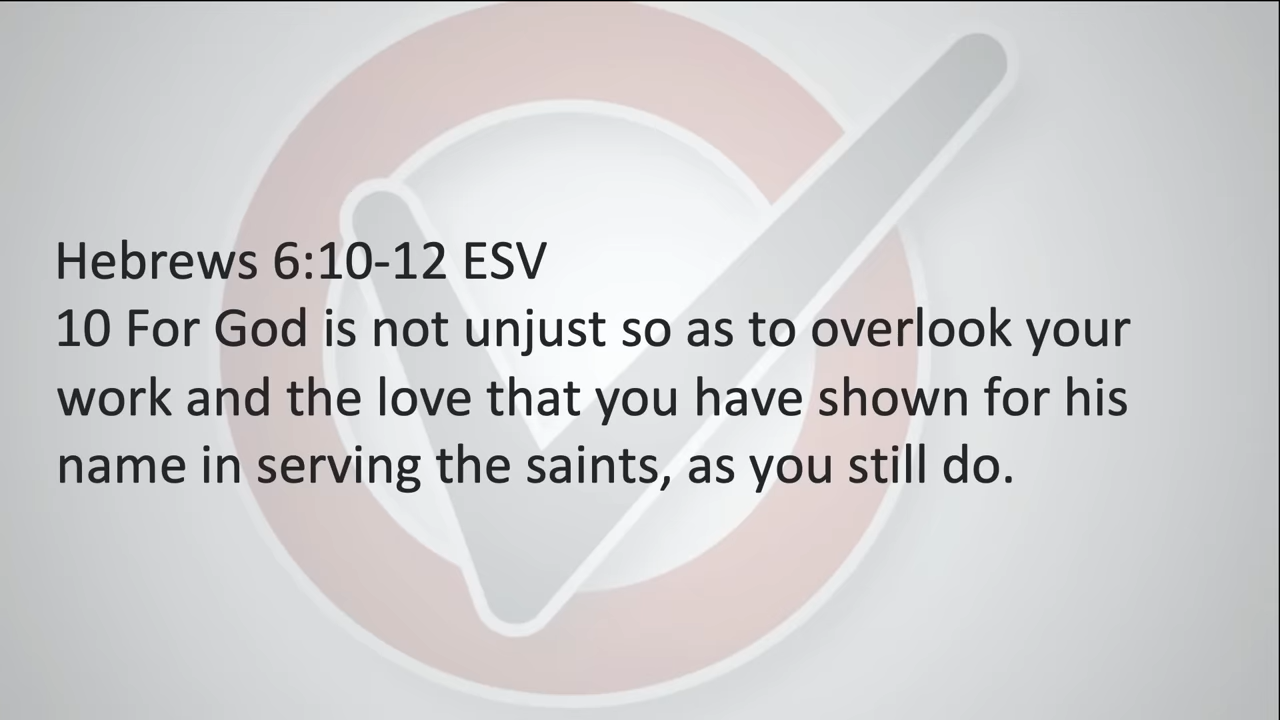 Hebrews 6:10-12 ESV
10 For God is not unjust so as to overlook your
work and the love that you have shown for his
name in serving the saints, as you still do.